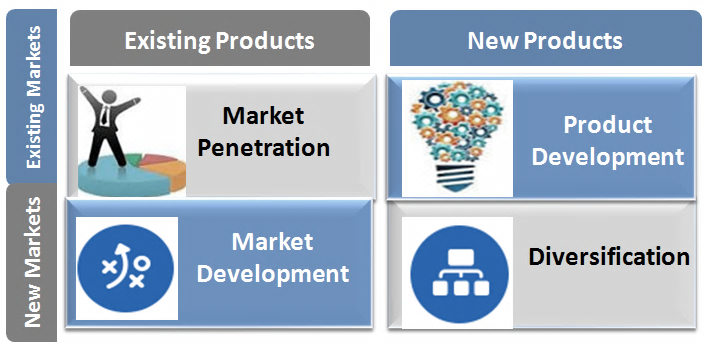 Existing Products
New Products
Existing Markets
Market
Penetration
Product
Development
New Markets
Market
Development
Diversification